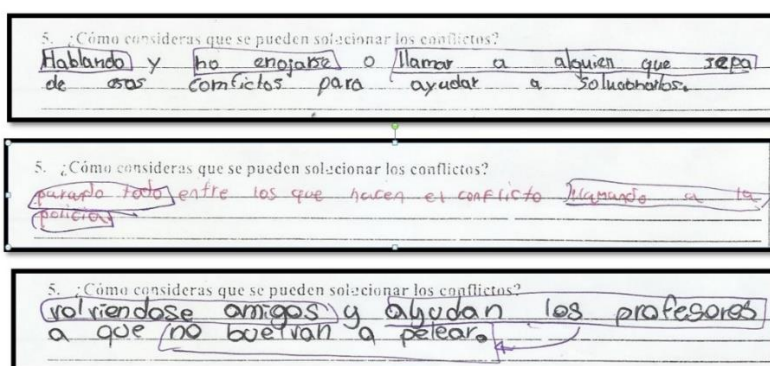 5. ¿Cómo consideras que se pueden solucionar los conflictos?
Hablando y no enojarse o llamar a alguien que sepa
de esos comfictos para ayudar a solucionarlos.
5. ¿Cómo consideras que se pueden solucionar los conflictos?
parando todo entre los que hacen el conflicto llamando a la
policia
5. ¿Cómo consideras que se pueden solucionar los conflictos?
volviendose amigos y ayudan los profesores
a que no buelvan a pelear.